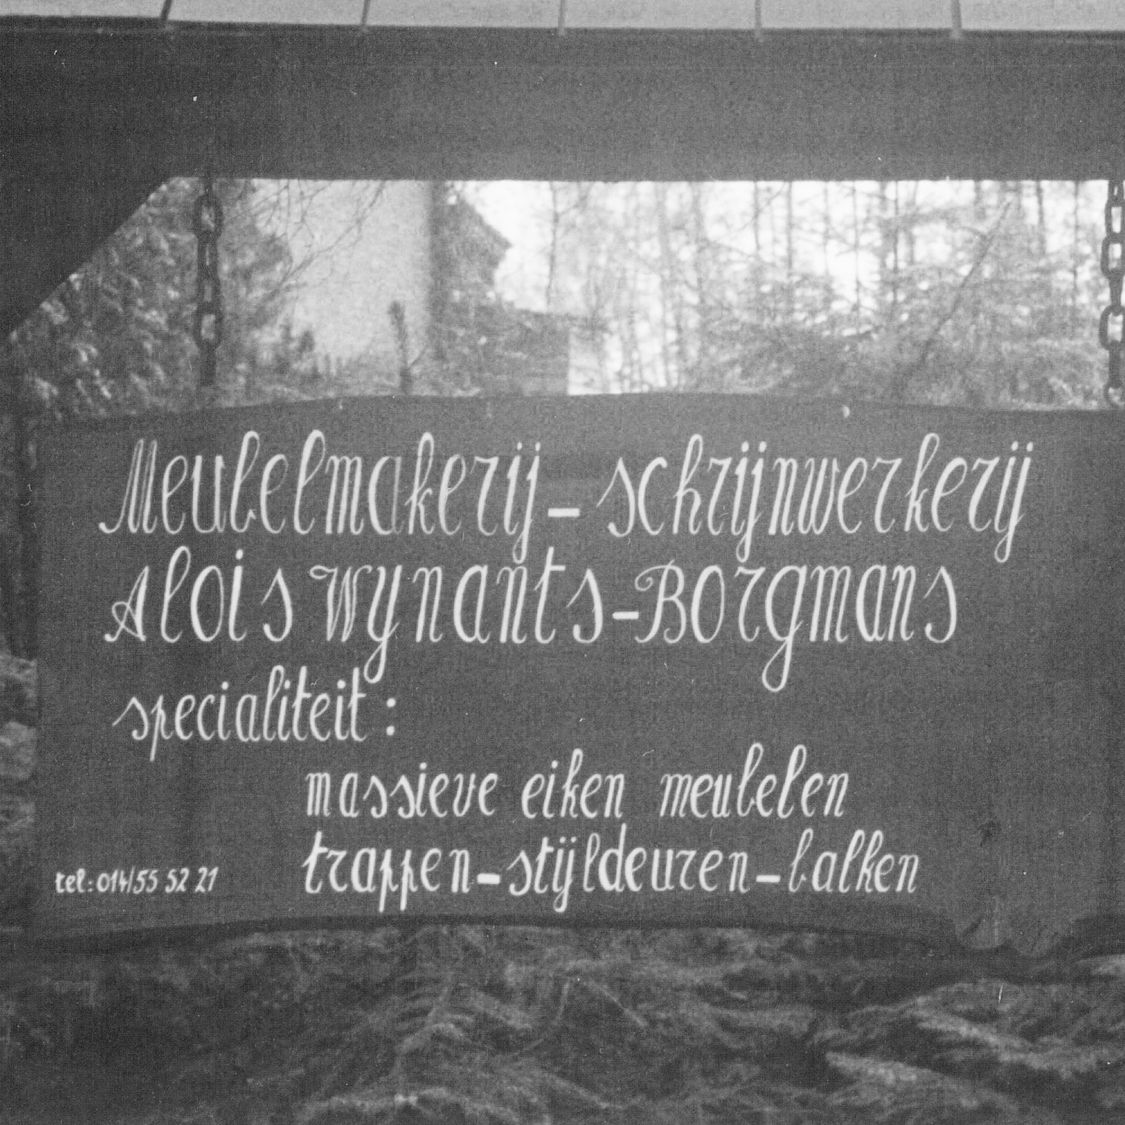 Meubelmakerij - schrijnwerkerij
Alois Wynants - Borgmans
specialiteit :
massieve eiken meubelen
trappen - stijldeuren - balken
tel: 014/55 52 21